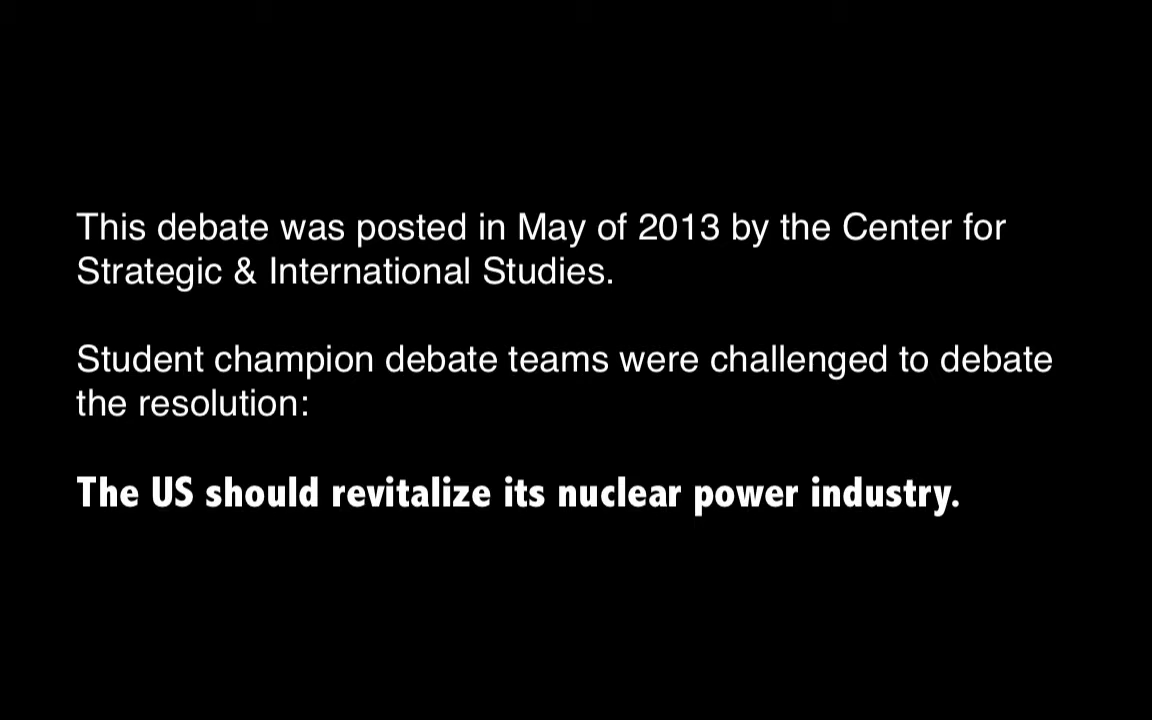 This debate was posted in May of 2013 by the Center for
Strategic & International Studies.
Student champion debate teams were challenged to debate
the resolution:
The US should revitalize its nuclear power industry.